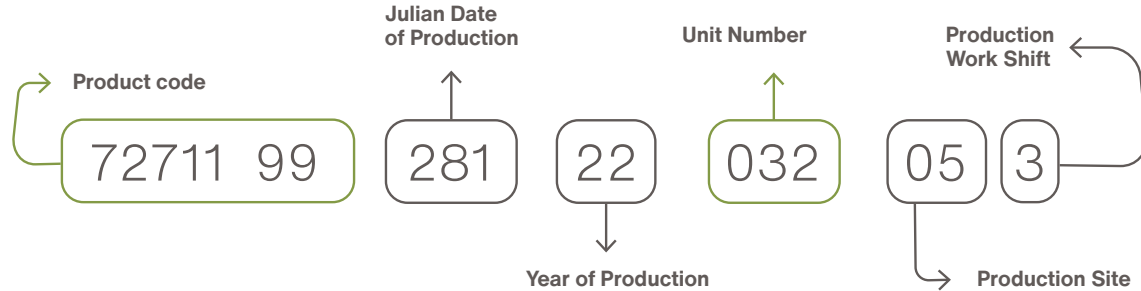 Julian Date
of Production
Unit Number
Production
Work Shift
Product code
72711 99 281 22 032 05 3
Year of Production
Production Site